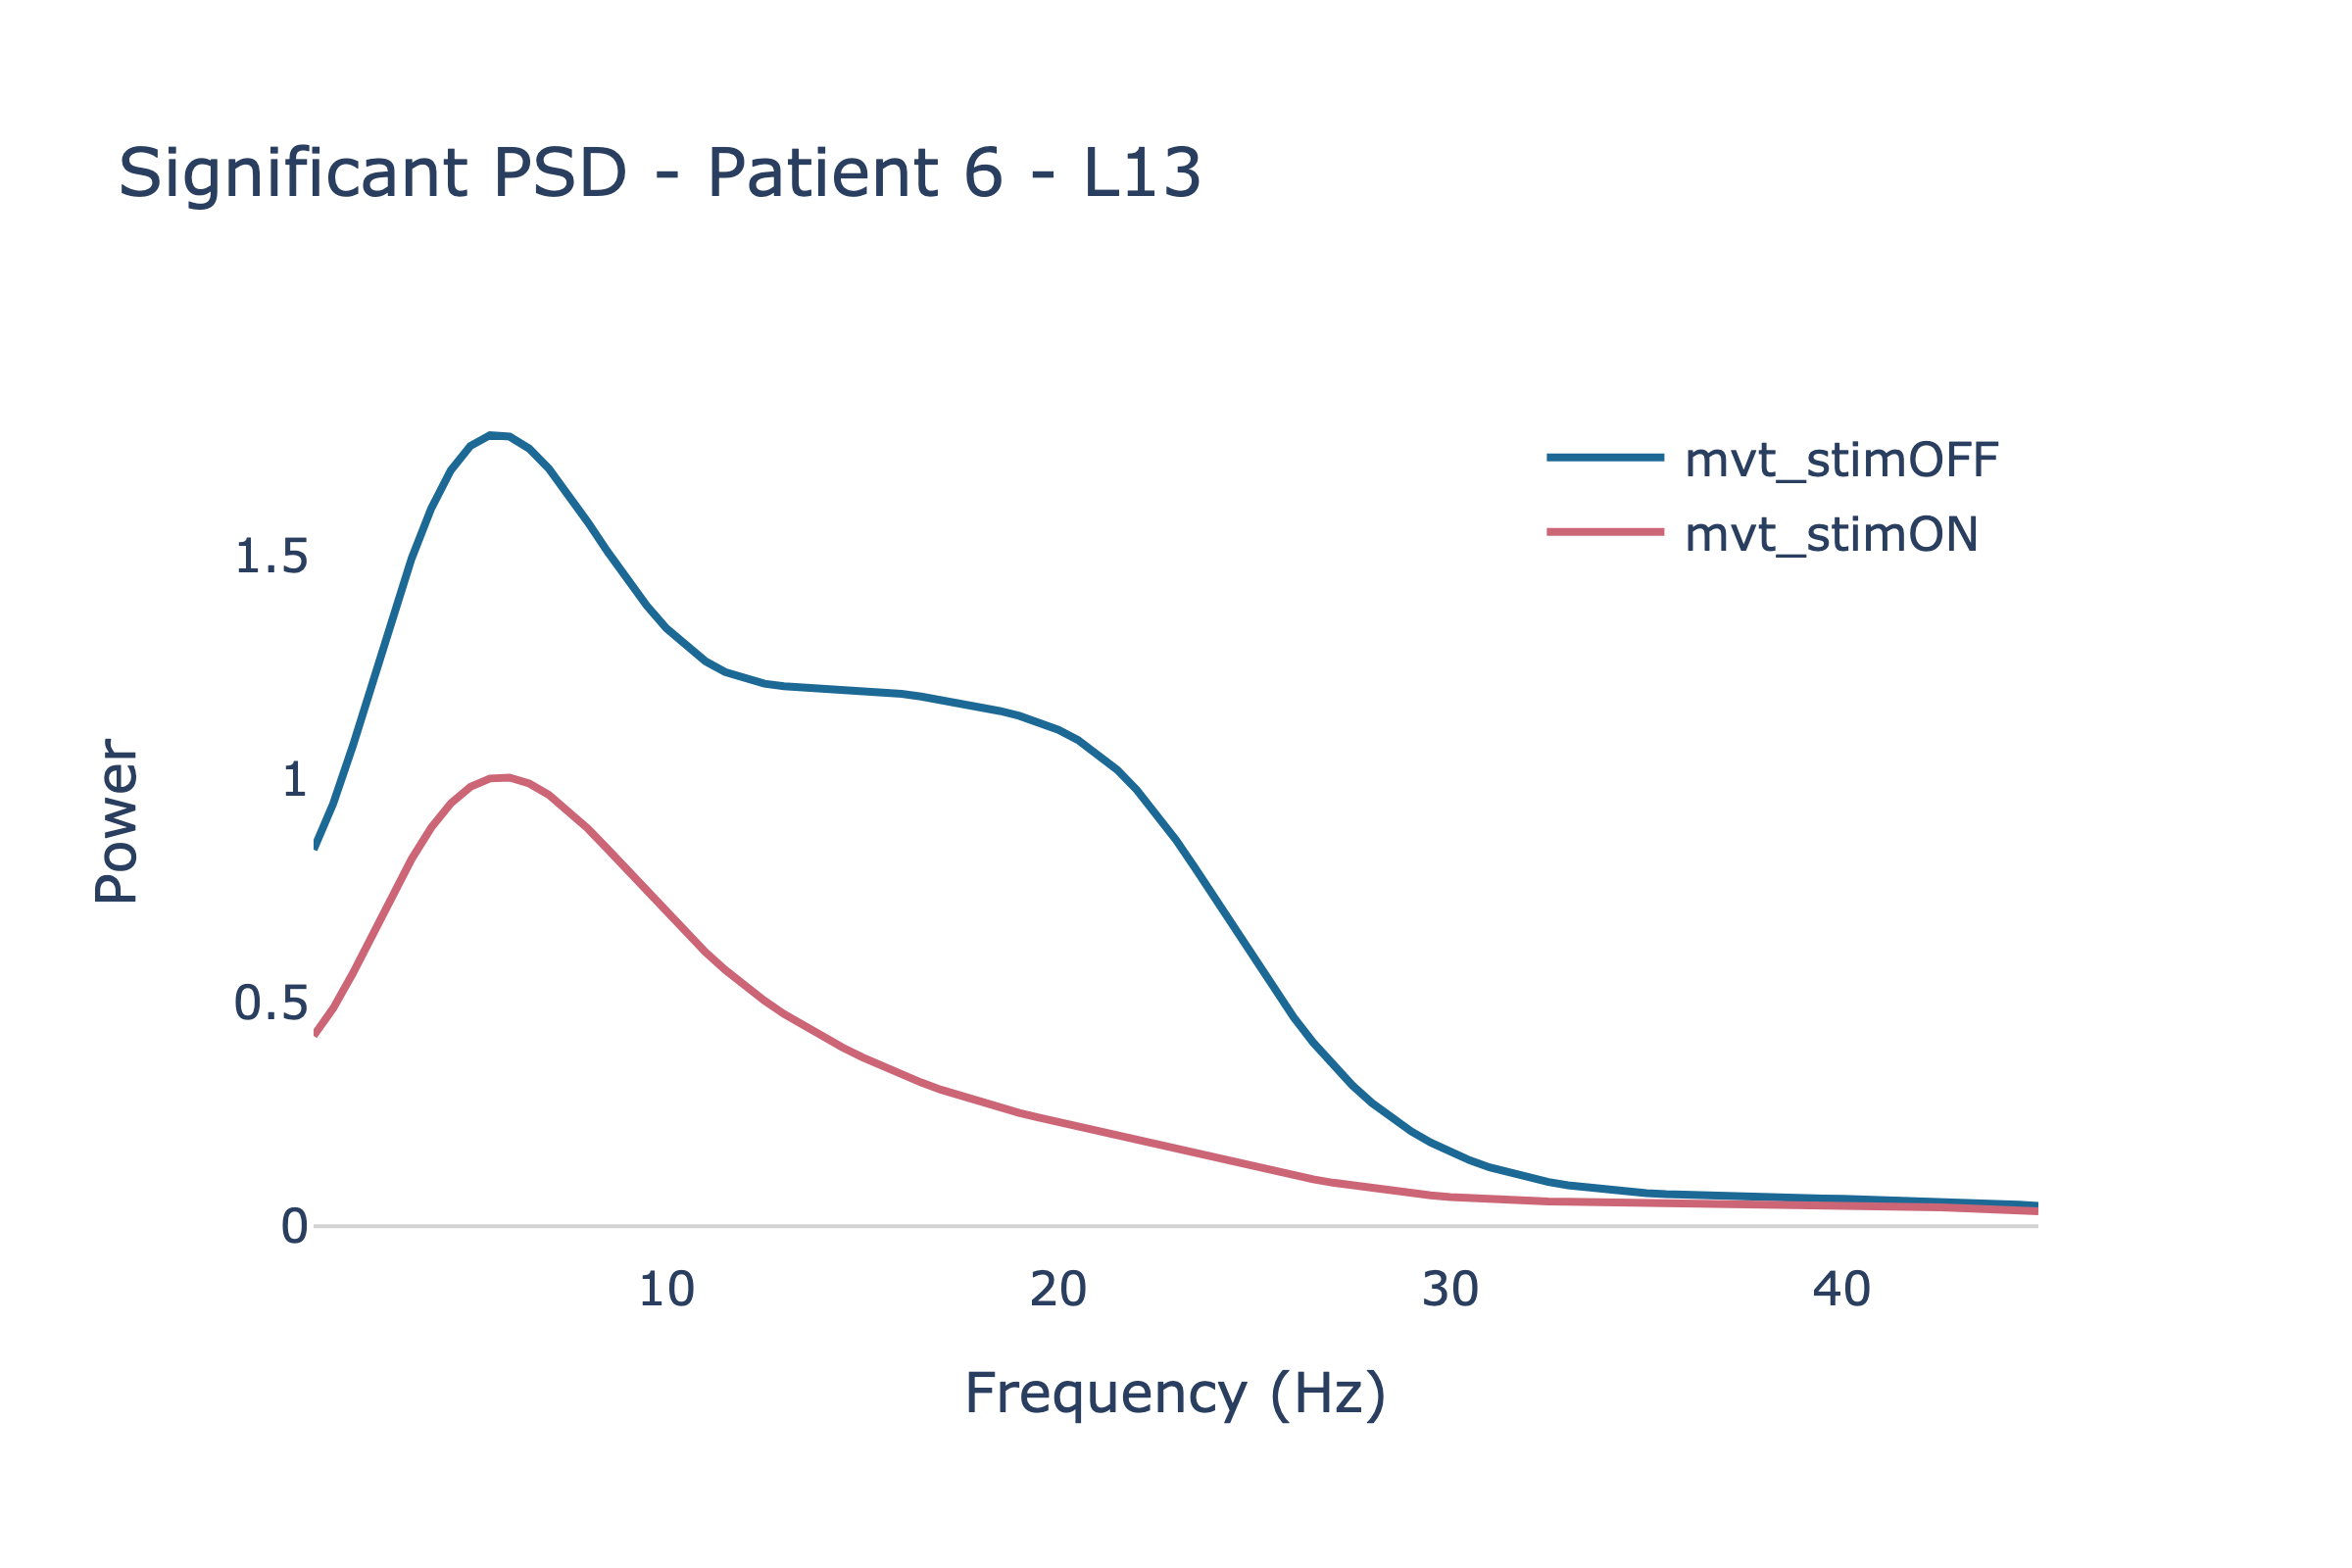 Significant PSD - Patient 6 - L13
mvt_stimOFF
mvt_stimON
1.5
1
0.5
0
Power
10 20 30 40
Frequency (Hz)